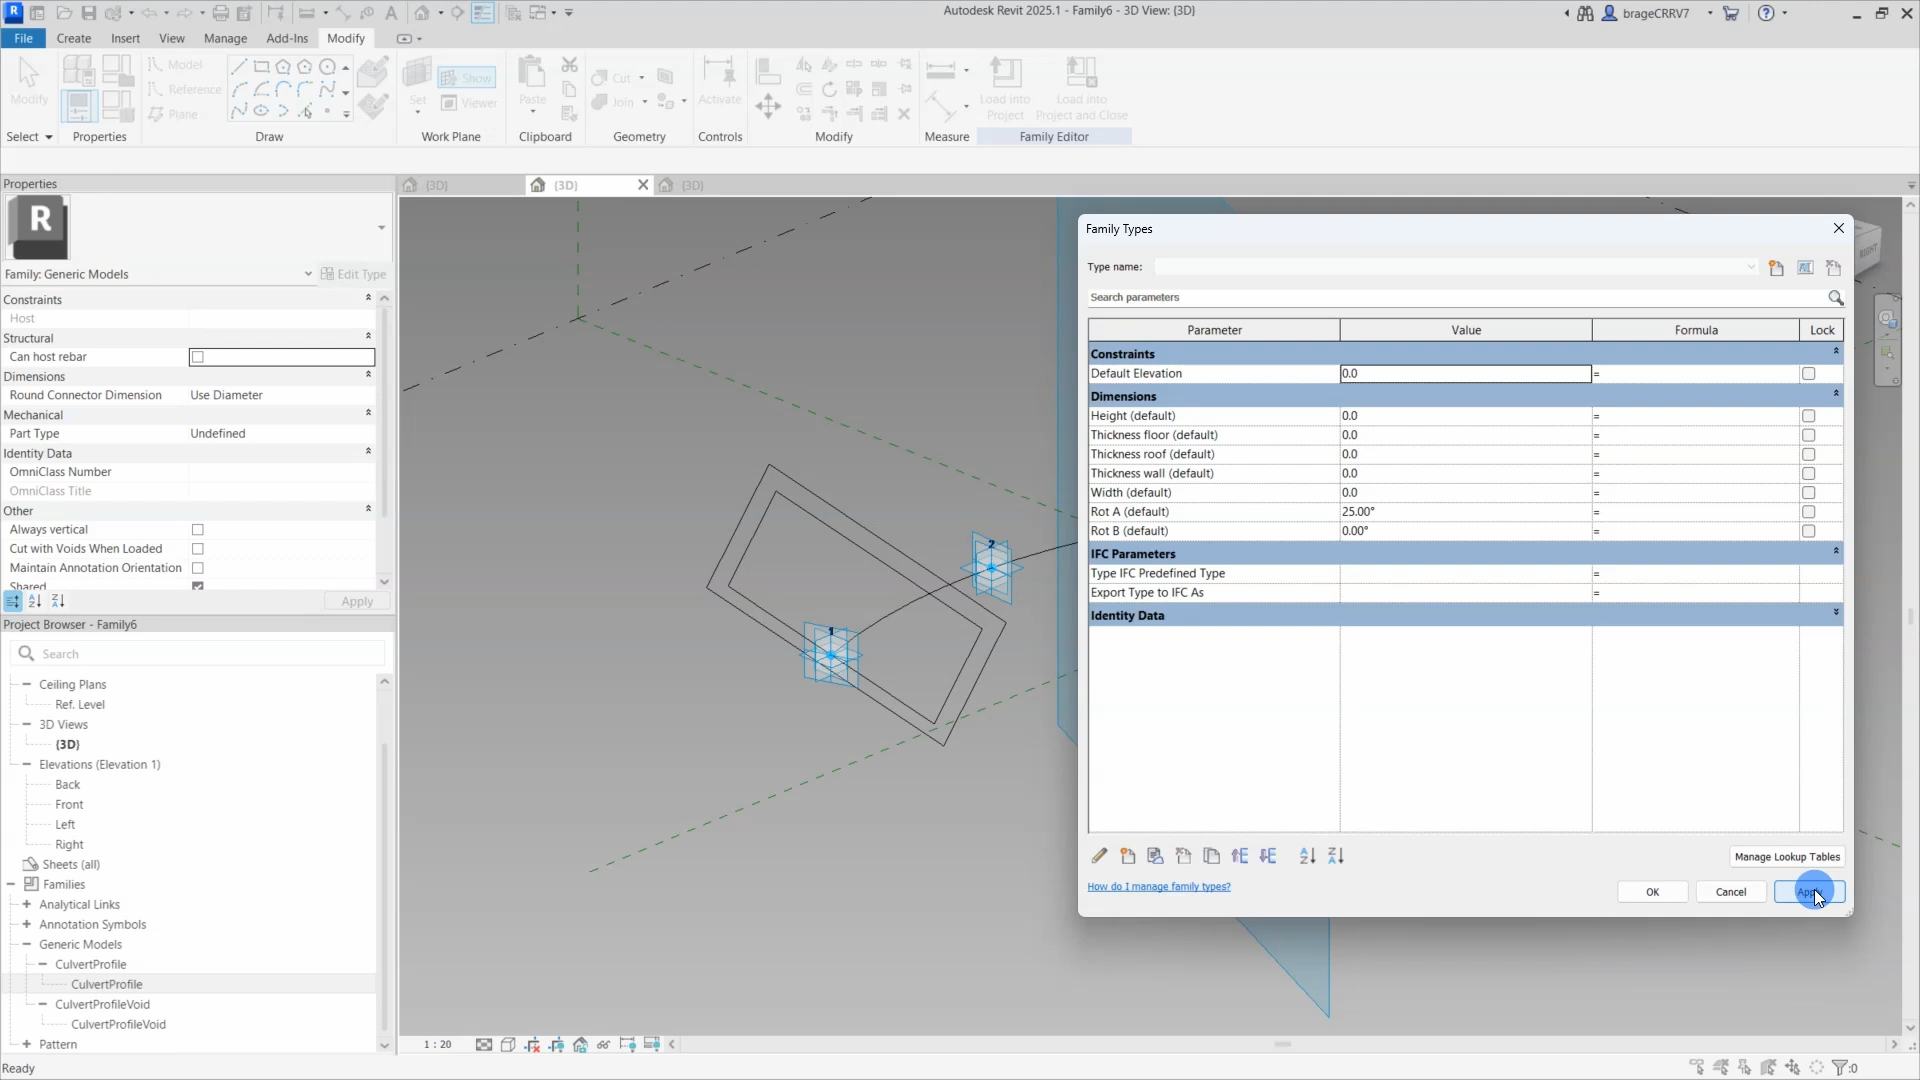 Autodesk Revit 2025.1 - Family6 - 3D View: {3D}
brageCRRV7
File
Create
Insert
View
Manage
Add-Ins
Modify
Modify
Model
Reference
Plane
Set
Show
Viewer
Paste
Cut
Join
Activate
Load into
Project
Load into
Project and Close
Select
Properties
Draw
Work Plane
Clipboard
Geometry
Controls
Modify
Measure
Family Editor
Properties
R
Family: Generic Models
Edit Type
Constraints
Host
Structural
Can host rebar
Dimensions
Round Connector Dimension
Use Diameter
Mechanical
Part Type
Undefined
Identity Data
OmniClass Number
OmniClass Title
Other
Always vertical
Cut with Voids When Loaded
Maintain Annotation Orientation
Shared
Apply
Project Browser - Family6
Search
Ceiling Plans
Ref. Level
3D Views
{3D}
Elevations (Elevation 1)
Back
Front
Left
Right
Sheets (all)
Families
Analytical Links
Annotation Symbols
Generic Models
CulvertProfile
CulvertProfile
CulvertProfileVoid
CulvertProfileVoid
Pattern
Ready
{3D}
{3D}
{3D}
RIGHT
1
2
1 : 20
Family Types
Type name:
Search parameters
Parameter Value Formula Lock
Constraints
Default Elevation 0.0 =
Dimensions
Height (default) 0.0 =
Thickness floor (default) 0.0 =
Thickness roof (default) 0.0 =
Thickness wall (default) 0.0 =
Width (default) 0.0 =
Rot A (default) 25.00° =
Rot B (default) 0.00° =
IFC Parameters
Type IFC Predefined Type =
Export Type to IFC As =
Identity Data
Manage Lookup Tables
How do I manage family types?
OK
Cancel
Apply
:0